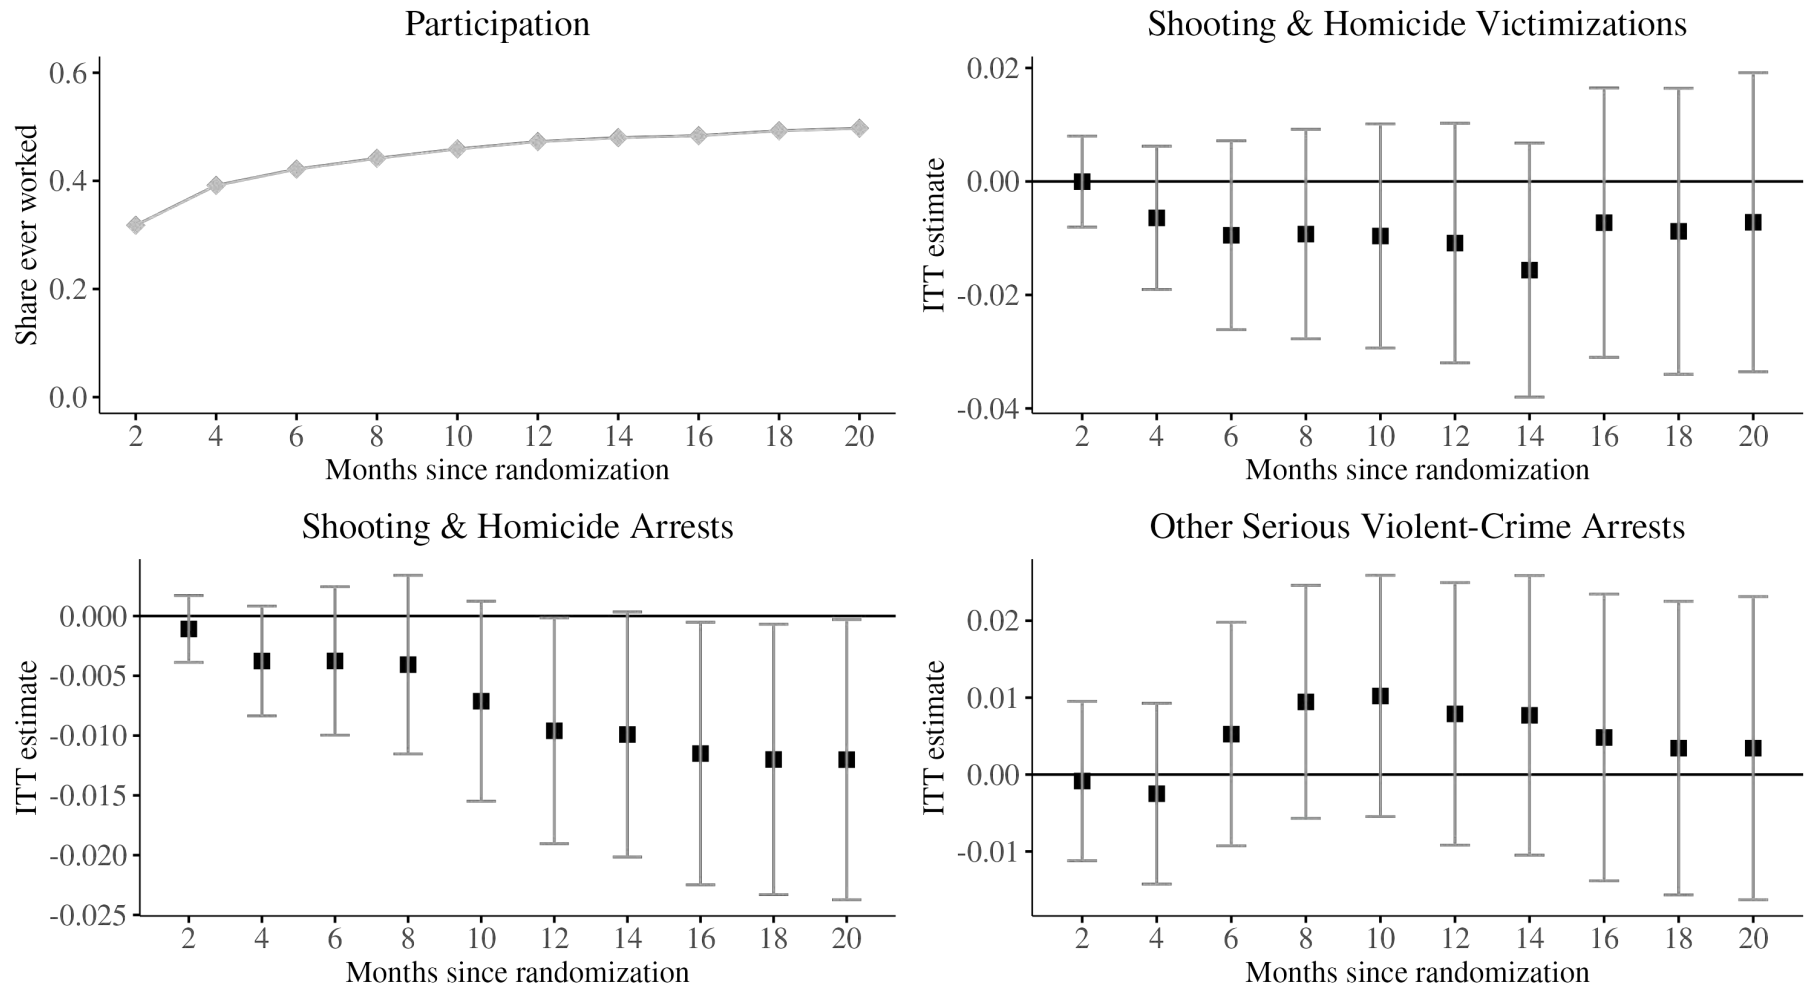 Participation
Share ever worked
0.6
0.4
0.2
0.0
2 4 6 8 10 12 14 16 18 20
Months since randomization
Shooting & Homicide Victimizations
ITT estimate
0.02
0.00
-0.02
-0.04
2 4 6 8 10 12 14 16 18 20
Months since randomization
Shooting & Homicide Arrests
ITT estimate
0.000
-0.005
-0.010
-0.015
-0.020
-0.025
2 4 6 8 10 12 14 16 18 20
Months since randomization
Other Serious Violent-Crime Arrests
ITT estimate
0.02
0.01
0.00
-0.01
2 4 6 8 10 12 14 16 18 20
Months since randomization